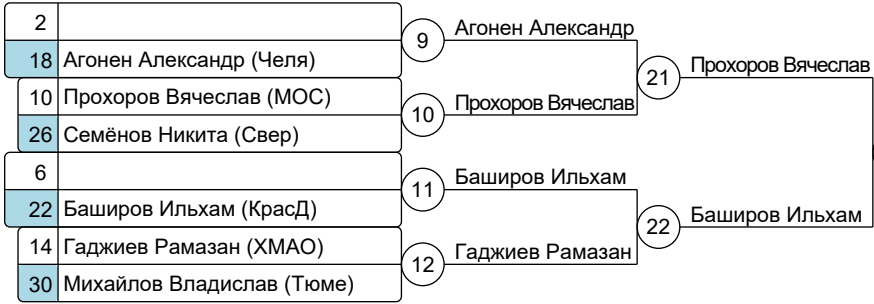 2
9
Агонен Александр
18 Агонен Александр (Челя)
21
Прохоров Вячеслав
10 Прохоров Вячеслав (МОС)
10
Прохоров Вячеслав
26 Семёнов Никита (Свер)
6
11
Баширов Ильхам
22 Баширов Ильхам (КрасД)
22
Баширов Ильхам
14 Гаджиев Рамазан (ХМАО)
12
Гаджиев Рамазан
30 Михайлов Владислав (Тюме)